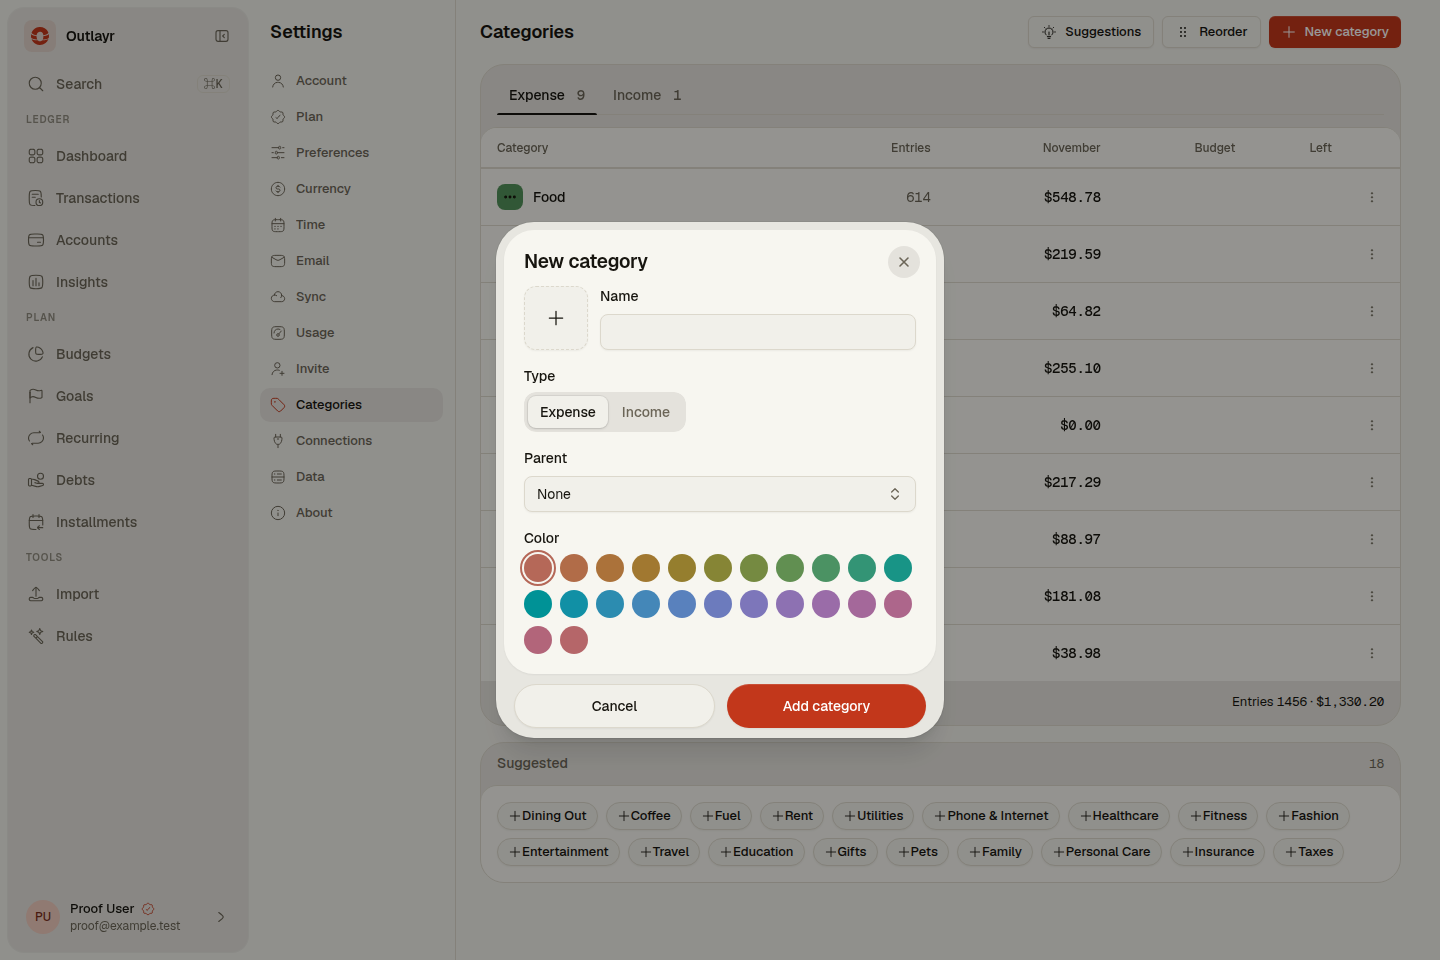 Outlayr
Search
⌘K
LEDGER
Dashboard
Transactions
Accounts
Insights
PLAN
Budgets
Goals
Recurring
Debts
Installments
TOOLS
Import
Rules
PU
Proof User
proof@example.test
Settings
Account
Plan
Preferences
Currency
Time
Email
Sync
Usage
Invite
Categories
Connections
Data
About
Categories
Suggestions
Reorder
New category
Expense 9
Income 1
Category Entries November Budget Left
Food 614 $548.78
$219.59
$64.82
$255.10
$0.00
$217.29
$88.97
$181.08
$38.98
Entries 1456 · $1,330.20
New category
Name
Type
Expense
Income
Parent
None
Color
Cancel
Add category
Suggested 18
Dining Out
Coffee
Fuel
Rent
Utilities
Phone & Internet
Healthcare
Fitness
Fashion
Entertainment
Travel
Education
Gifts
Pets
Family
Personal Care
Insurance
Taxes